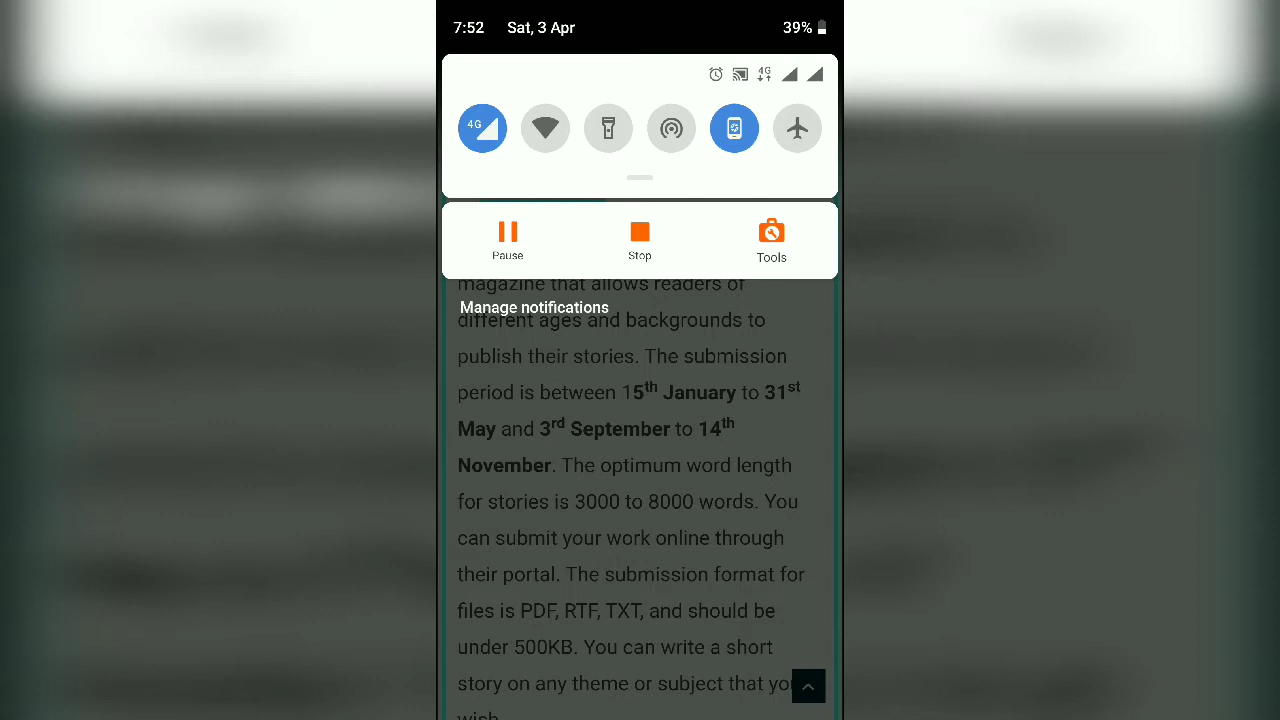 7:52 Sat, 3 Apr 39%
4G
4G
Pause Stop Tools
magazine that allows readers of
Manage notifications
different ages and backgrounds to
publish their stories. The submission
period is between 15th January to 31st
May and 3rd September to 14th
November. The optimum word length
for stories is 3000 to 8000 words. You
can submit your work online through
their portal. The submission format for
files is PDF, RTF, TXT, and should be
under 500KB. You can write a short
story on any theme or subject that you
wish.